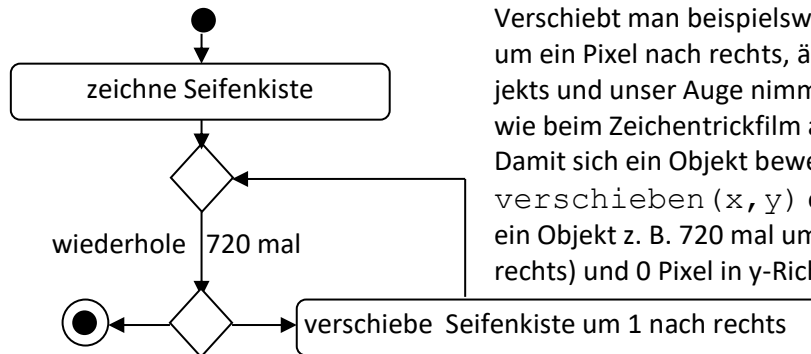 zeichne Seifenkiste
wiederhole 720 mal
verschiebe Seifenkiste um 1 nach rechts
Verschiebt man beispielsw
um ein Pixel nach rechts, ä
jekts und unser Auge nimm
wie beim Zeichentrickfilm a
Damit sich ein Objekt bewe
verschieben(x,y)
ein Objekt z. B. 720 mal um
rechts) und 0 Pixel in y-Rich